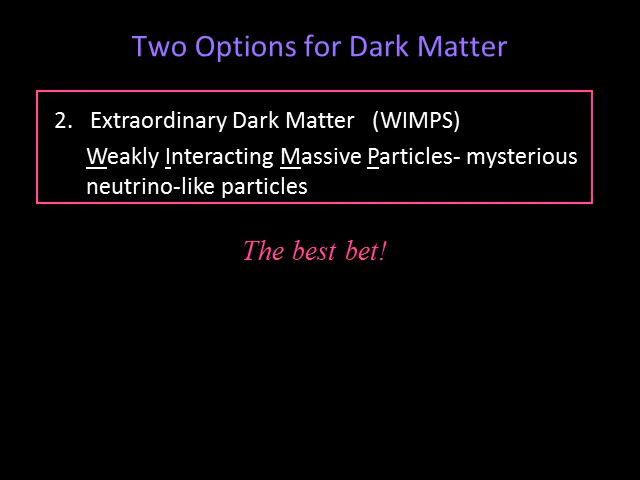 Two Options for Dark Matter
2. Extraordinary Dark Matter (WIMPS)
Weakly Interacting Massive Particles- mysterious
neutrino-like particles
The best bet!